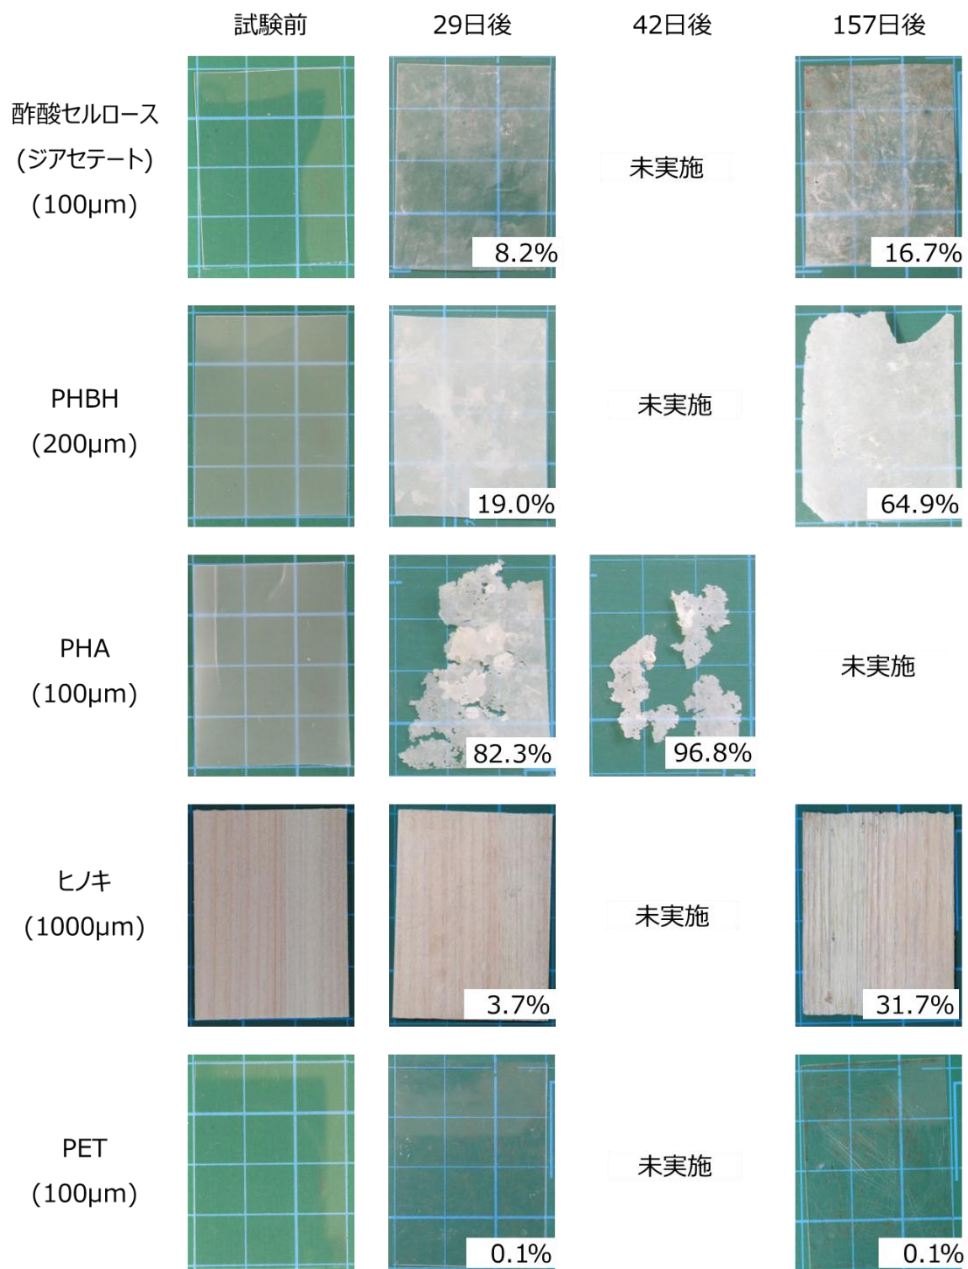 試験前 29日後 42日後 157日後
酢酸セルロース
(ジアセテート)
(100µm)
未実施
8.2%
16.7%
PHBH
(200µm)
未実施
19.0%
64.9%
PHA
(100µm)
未実施
82.3%
96.8%
ヒノキ
(1000µm)
未実施
3.7%
31.7%
PET
(100µm)
未実施
0.1%
0.1%